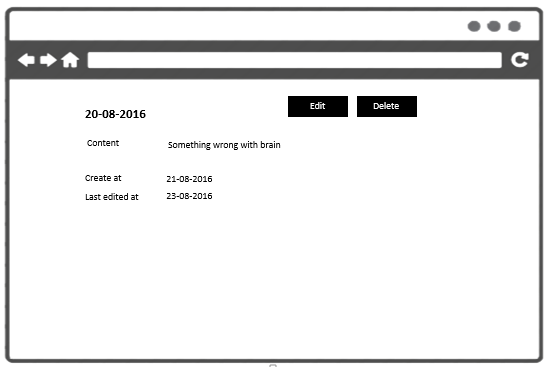 20-08-2016 Edit Delete
Content Something wrong with brain
Create at 21-08-2016
Last edited at 23-08-2016